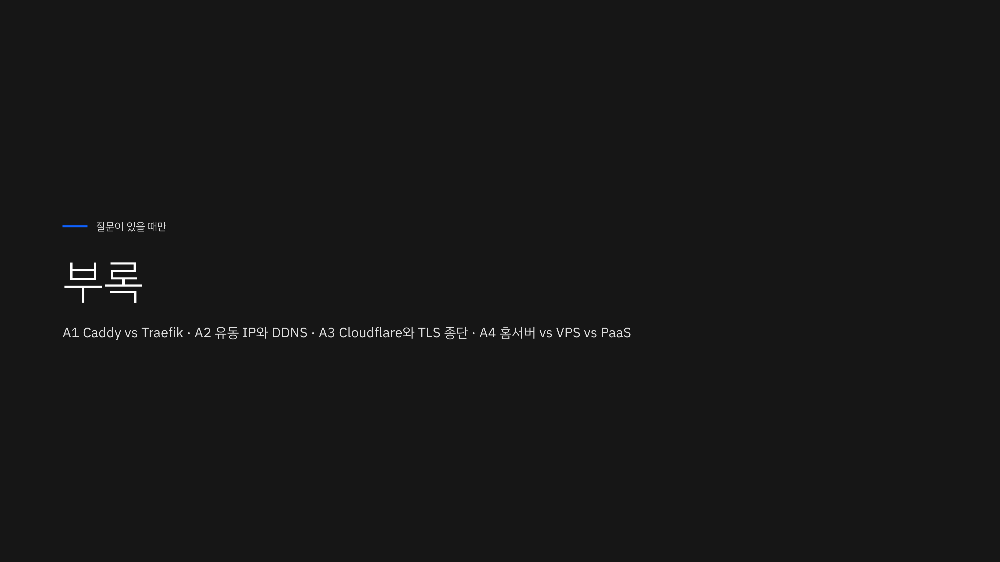 질문이 있을 때만
부록
A1 Caddy vs Traefik · A2 유동 IP와 DDNS · A3 Cloudflare와 TLS 종단 · A4 홈서버 vs VPS vs PaaS